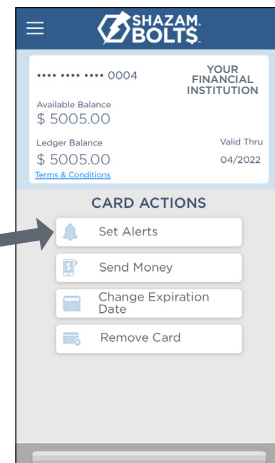 SHAZAM.
BOLT$.
•••• •••• •••• 0004
YOUR
FINANCIAL
INSTITUTION
Available Balance
$ 5005.00
Ledger Balance
Valid Thru
$ 5005.00
04/2022
Terms & Conditions
CARD ACTIONS
Set Alerts
Send Money
Change Expiration
Date
Remove Card